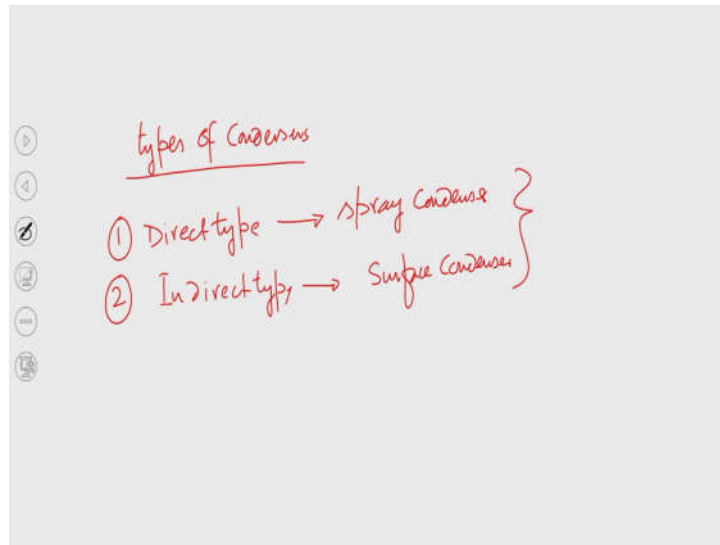 types of Condensers
① Direct type → spray Condenser
② Indirect type → Surface Condenser